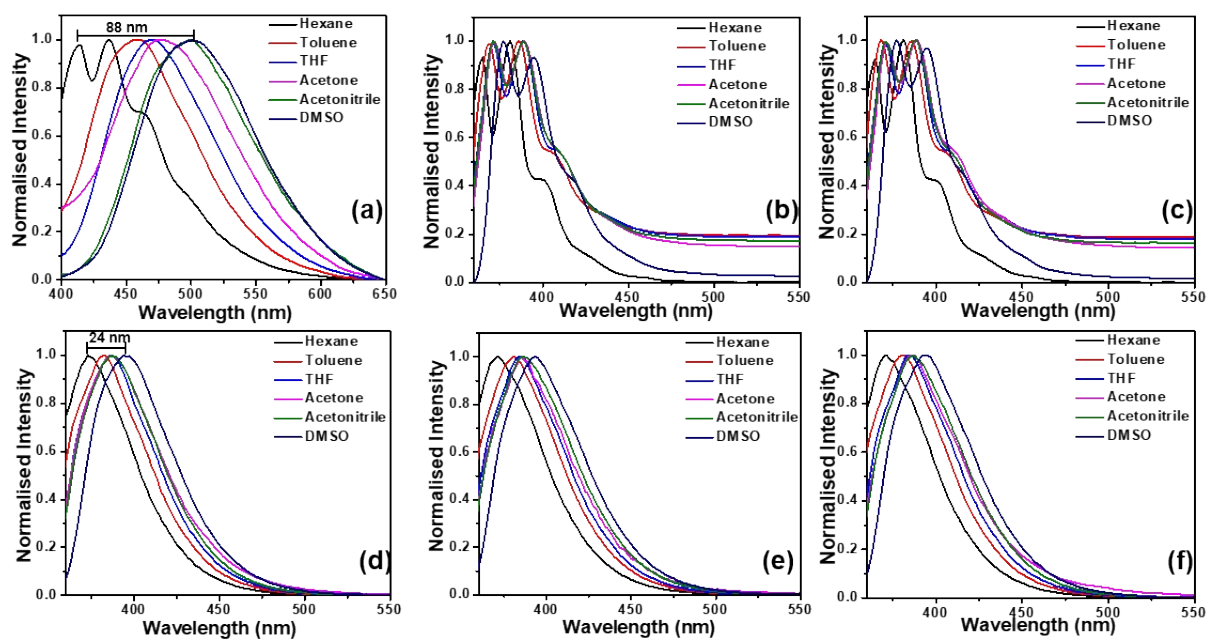 88 nm
Hexane
Toluene
THF
Acetone
Acetonitrile
DMSO
(a)
Normalised Intensity
1.0
0.8
0.6
0.4
0.2
0.0
400 450 500 550 600 650
Wavelength (nm)
Hexane
Toluene
THF
Acetone
Acetonitrile
DMSO
(b)
Normalised Intensity
1.0
0.8
0.6
0.4
0.2
0.0
400 450 500 550
Wavelength (nm)
Hexane
Toluene
THF
Acetone
Acetonitrile
DMSO
(c)
Normalised Intensity
1.0
0.8
0.6
0.4
0.2
0.0
400 450 500 550
Wavelength (nm)
24 nm
Hexane
Toluene
THF
Acetone
Acetonitrile
DMSO
(d)
Normalised Intensity
1.0
0.8
0.6
0.4
0.2
0.0
400 450 500 550
Wavelength (nm)
Hexane
Toluene
THF
Acetone
Acetonitrile
DMSO
(e)
Normalised Intensity
1.0
0.8
0.6
0.4
0.2
0.0
400 450 500 550
Wavelength (nm)
Hexane
Toluene
THF
Acetone
Acetonitrile
DMSO
(f)
Normalised Intensity
1.0
0.8
0.6
0.4
0.2
0.0
400 450 500 550
Wavelength (nm)